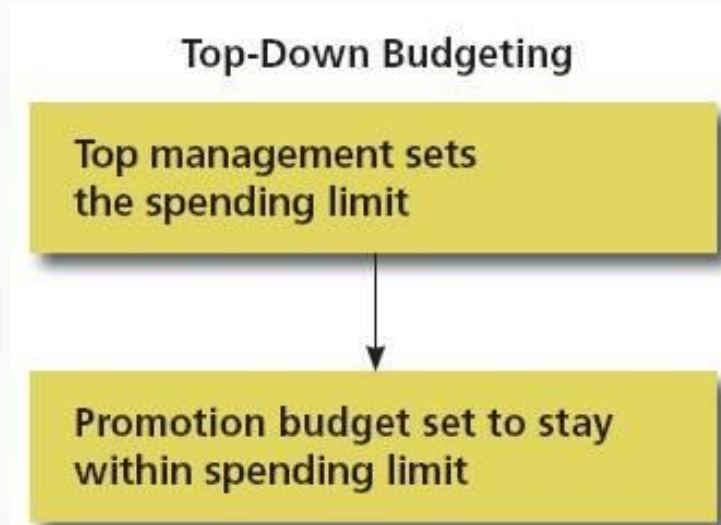 Top-Down Budgeting
Top management sets
the spending limit
Promotion budget set to stay
within spending limit